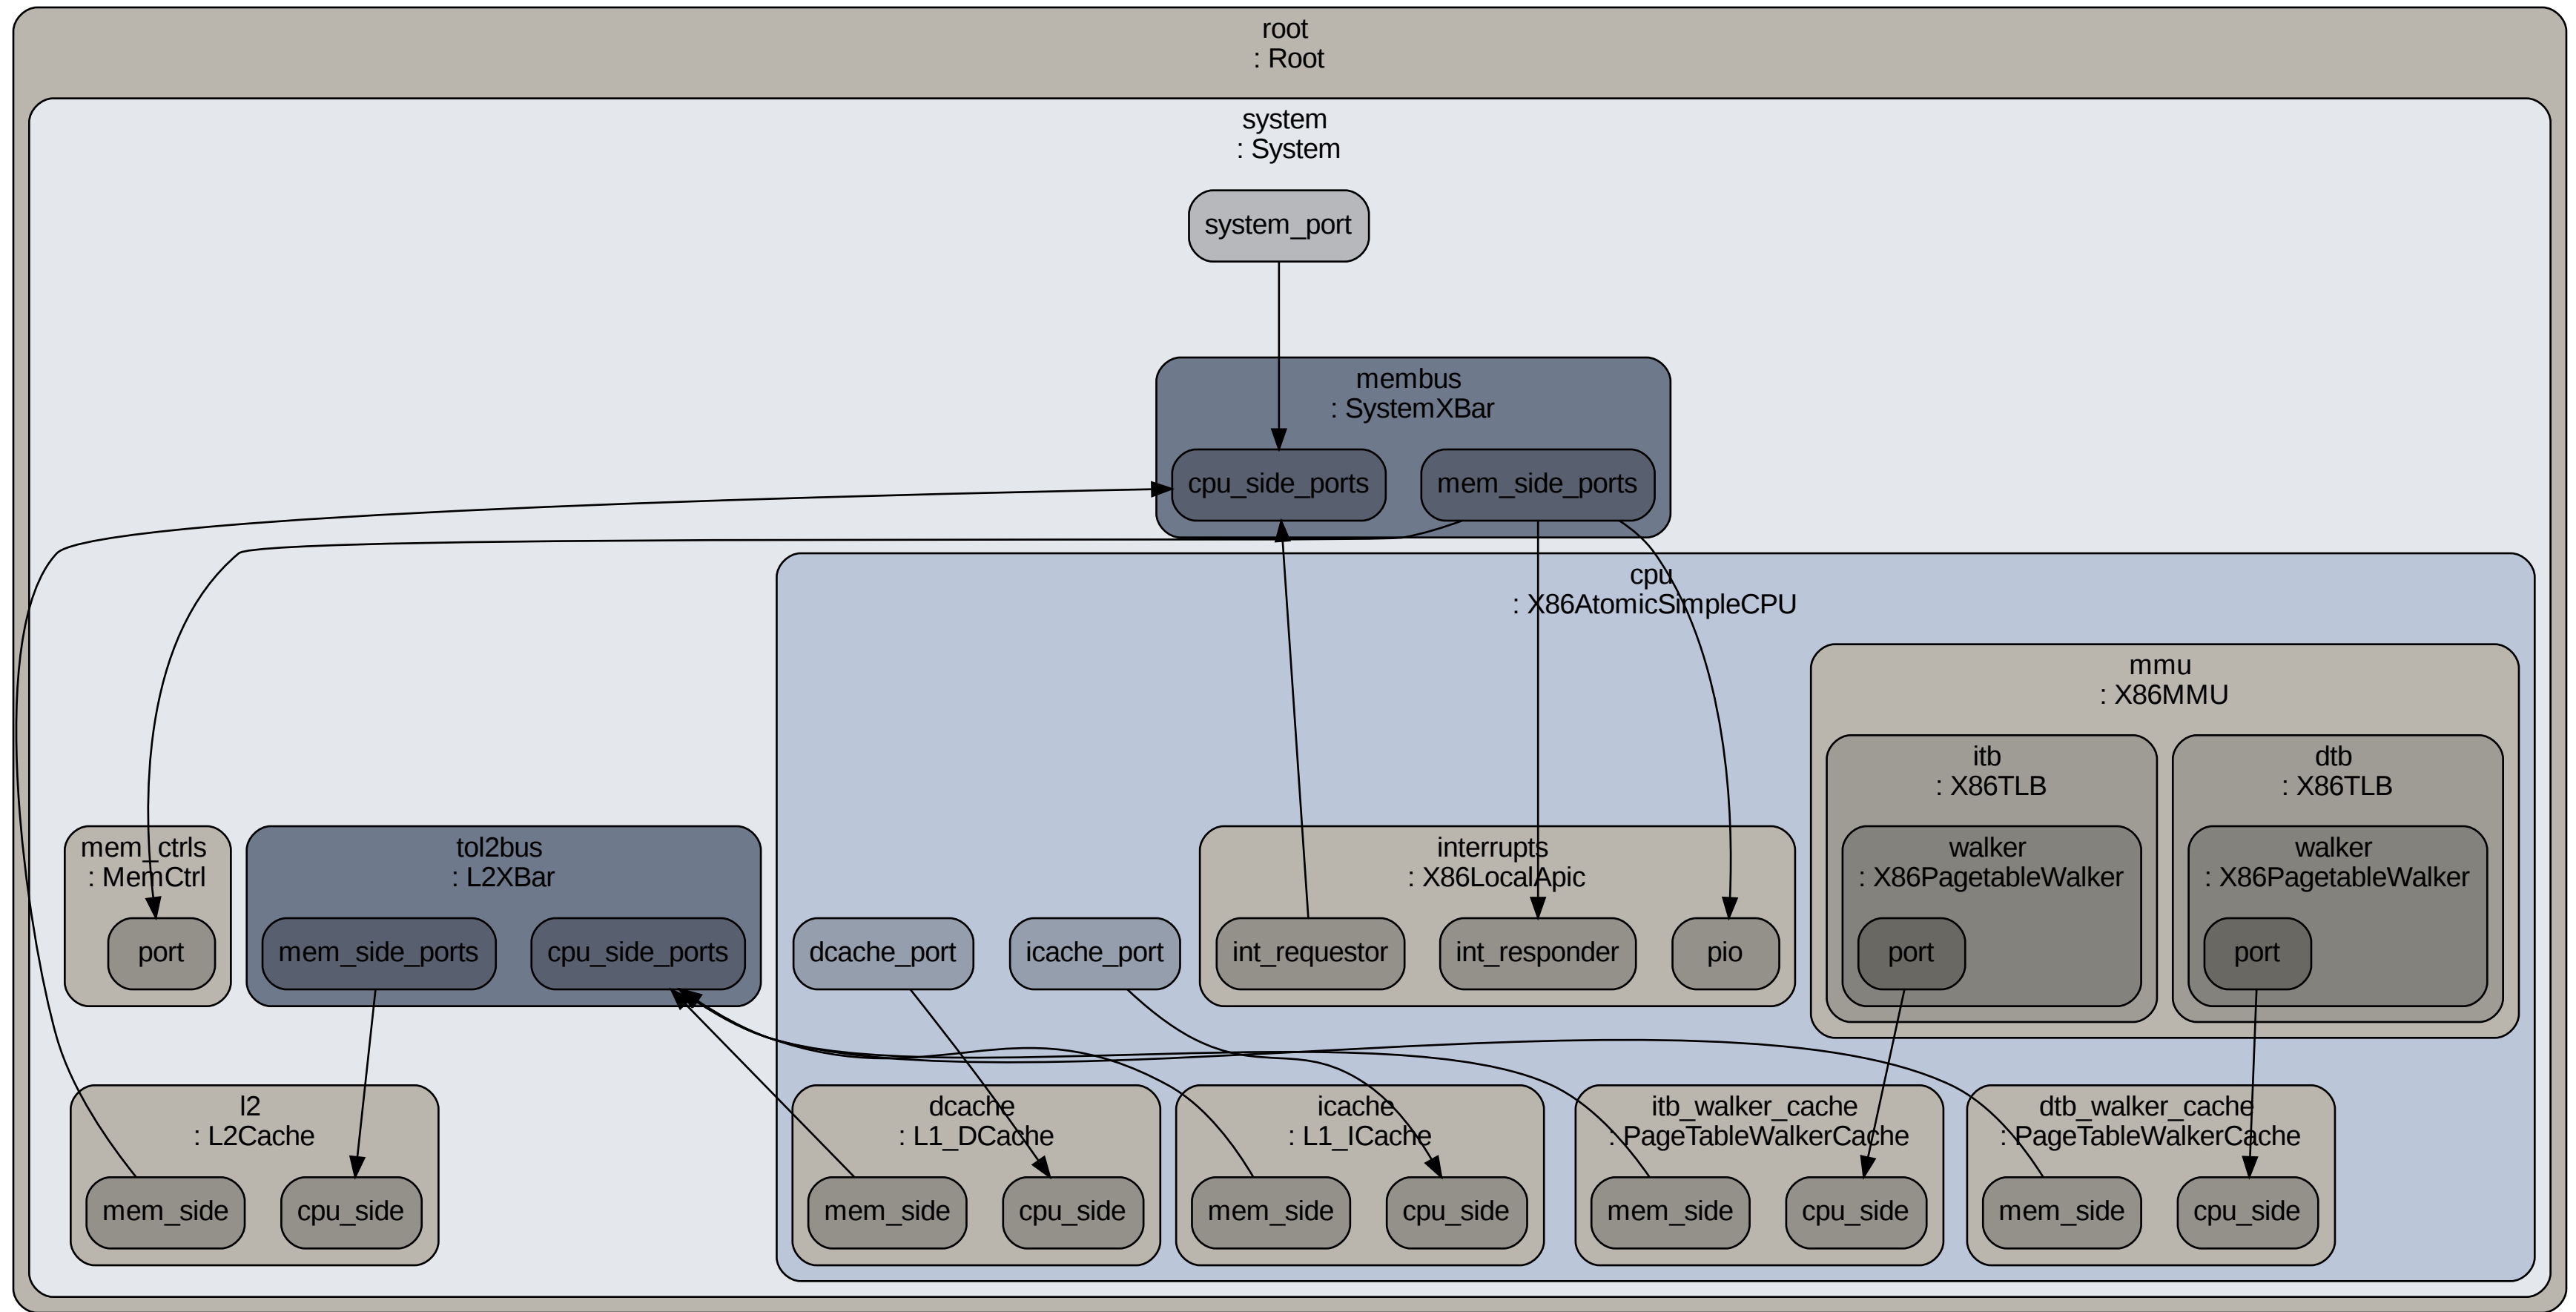 root
: Root
system
: System
system_port
membus
: SystemXBar
cpu_side_ports
mem_side_ports
cpu
: X86AtomicSimpleCPU
mmu
: X86MMU
itb
: X86TLB
dtb
: X86TLB
mem_ctrls
: MemCtrl
port
tol2bus
: L2XBar
mem_side_ports
cpu_side_ports
dcache_port
icache_port
interrupts
: X86LocalApic
int_requestor
int_responder
pio
walker
: X86PagetableWalker
port
walker
: X86PagetableWalker
port
l2
: L2Cache
mem_side
cpu_side
dcache
: L1_DCache
mem_side
cpu_side
icache
: L1_ICache
mem_side
cpu_side
itb_walker_cache
: PageTableWalkerCache
mem_side
cpu_side
dtb_walker_cache
: PageTableWalkerCache
mem_side
cpu_side